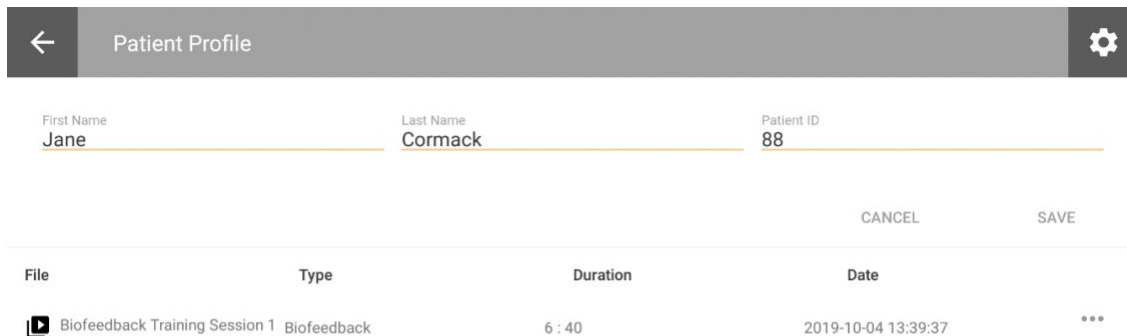 Patient Profile
First Name Last Name Patient ID
Jane Cormack 88
CANCEL SAVE
File Type Duration Date
Biofeedback Training Session 1 Biofeedback 6 : 40 2019-10-04 13:39:37